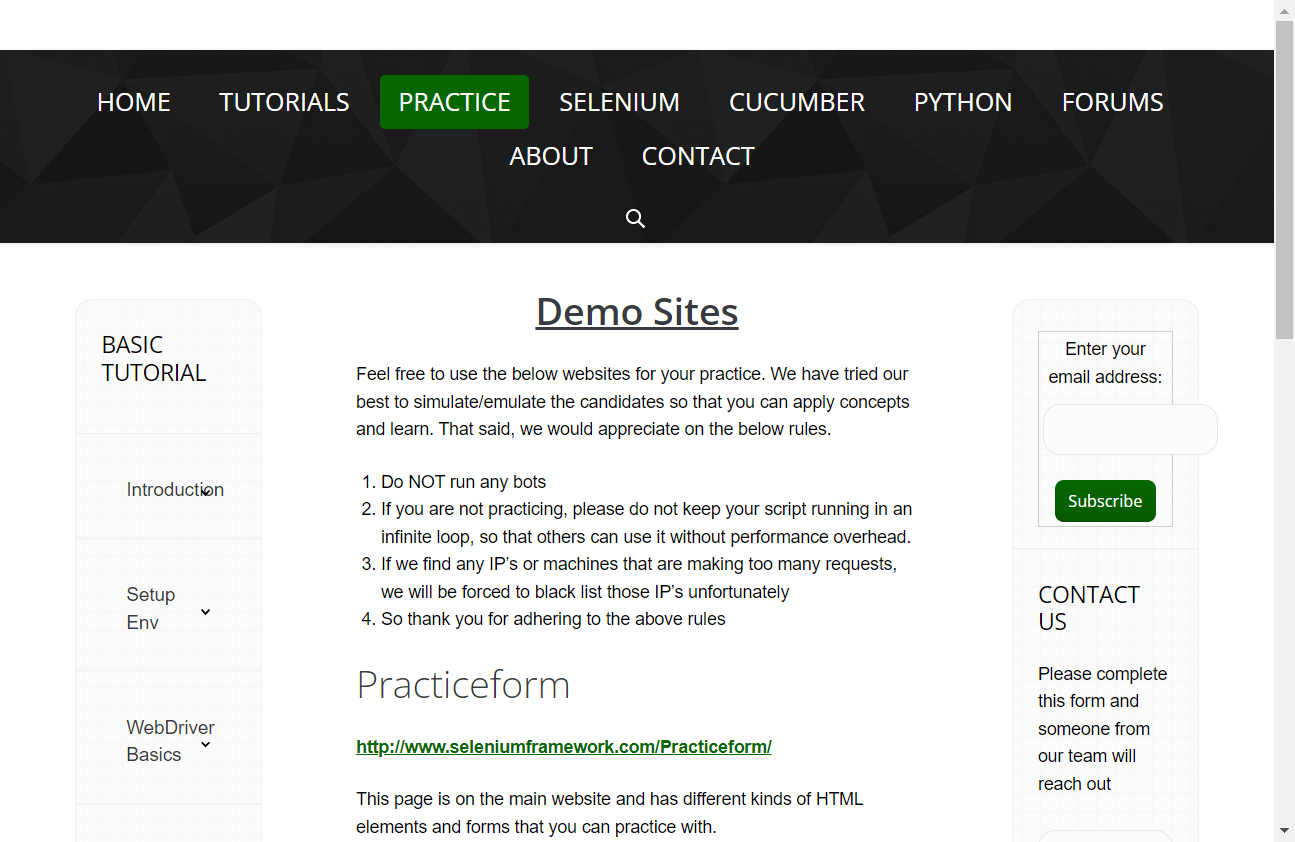 HOME TUTORIALS PRACTICE SELENIUM CUCUMBER PYTHON FORUMS
ABOUT CONTACT
BASIC
TUTORIAL
Introduction
Setup
Env
WebDriver
Basics
Demo Sites
Feel free to use the below websites for your practice. We have tried our
best to simulate/emulate the candidates so that you can apply concepts
and learn. That said, we would appreciate on the below rules.
1. Do NOT run any bots
2. If you are not practicing, please do not keep your script running in an
infinite loop, so that others can use it without performance overhead.
3. If we find any IP’s or machines that are making too many requests,
we will be forced to black list those IP’s unfortunately
4. So thank you for adhering to the above rules
Practiceform
http://www.seleniumframework.com/Practiceform/
This page is on the main website and has different kinds of HTML
elements and forms that you can practice with.
Enter your
email address:
Subscribe
CONTACT
US
Please complete
this form and
someone from
our team will
reach out